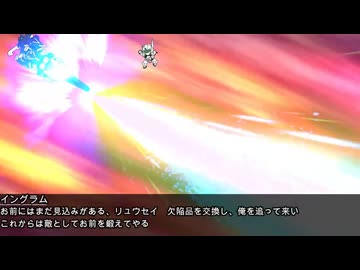 イングラム
お前にはまだ見込みがある、リュウセイ　欠陥品を交換し、俺を追って来い
これからは敵としてお前を鍛えてやる